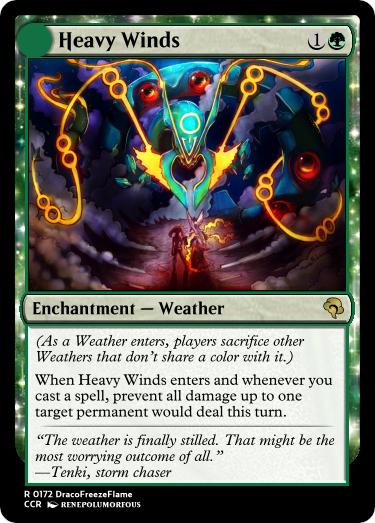 Heavy Winds 1
Enchantment — Weather
(As a Weather enters, players sacrifice other
Weathers that don't share a color with it.)
When Heavy Winds enters and whenever you
cast a spell, prevent all damage up to one
target permanent would deal this turn.
"The weather is finally stilled. That might be the
most worrying outcome of all."
—Tenki, storm chaser
R 0172 DracoFreezeFlame
CCR RENEPOLUMORFOUS